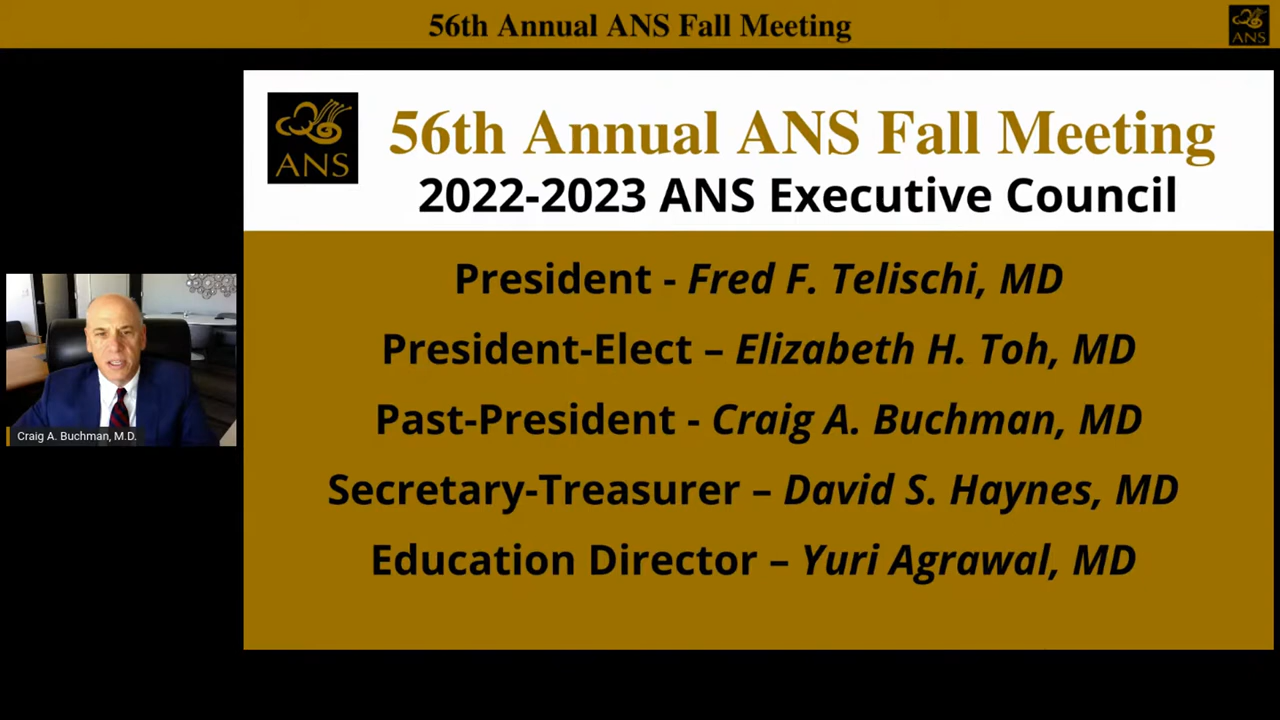 56th Annual ANS Fall Meeting
ANS
ANS
56th Annual ANS Fall Meeting
2022-2023 ANS Executive Council
President - Fred F. Telischi, MD
President-Elect – Elizabeth H. Toh, MD
Past-President - Craig A. Buchman, MD
Secretary-Treasurer – David S. Haynes, MD
Education Director – Yuri Agrawal, MD
Craig A. Buchman, M.D.